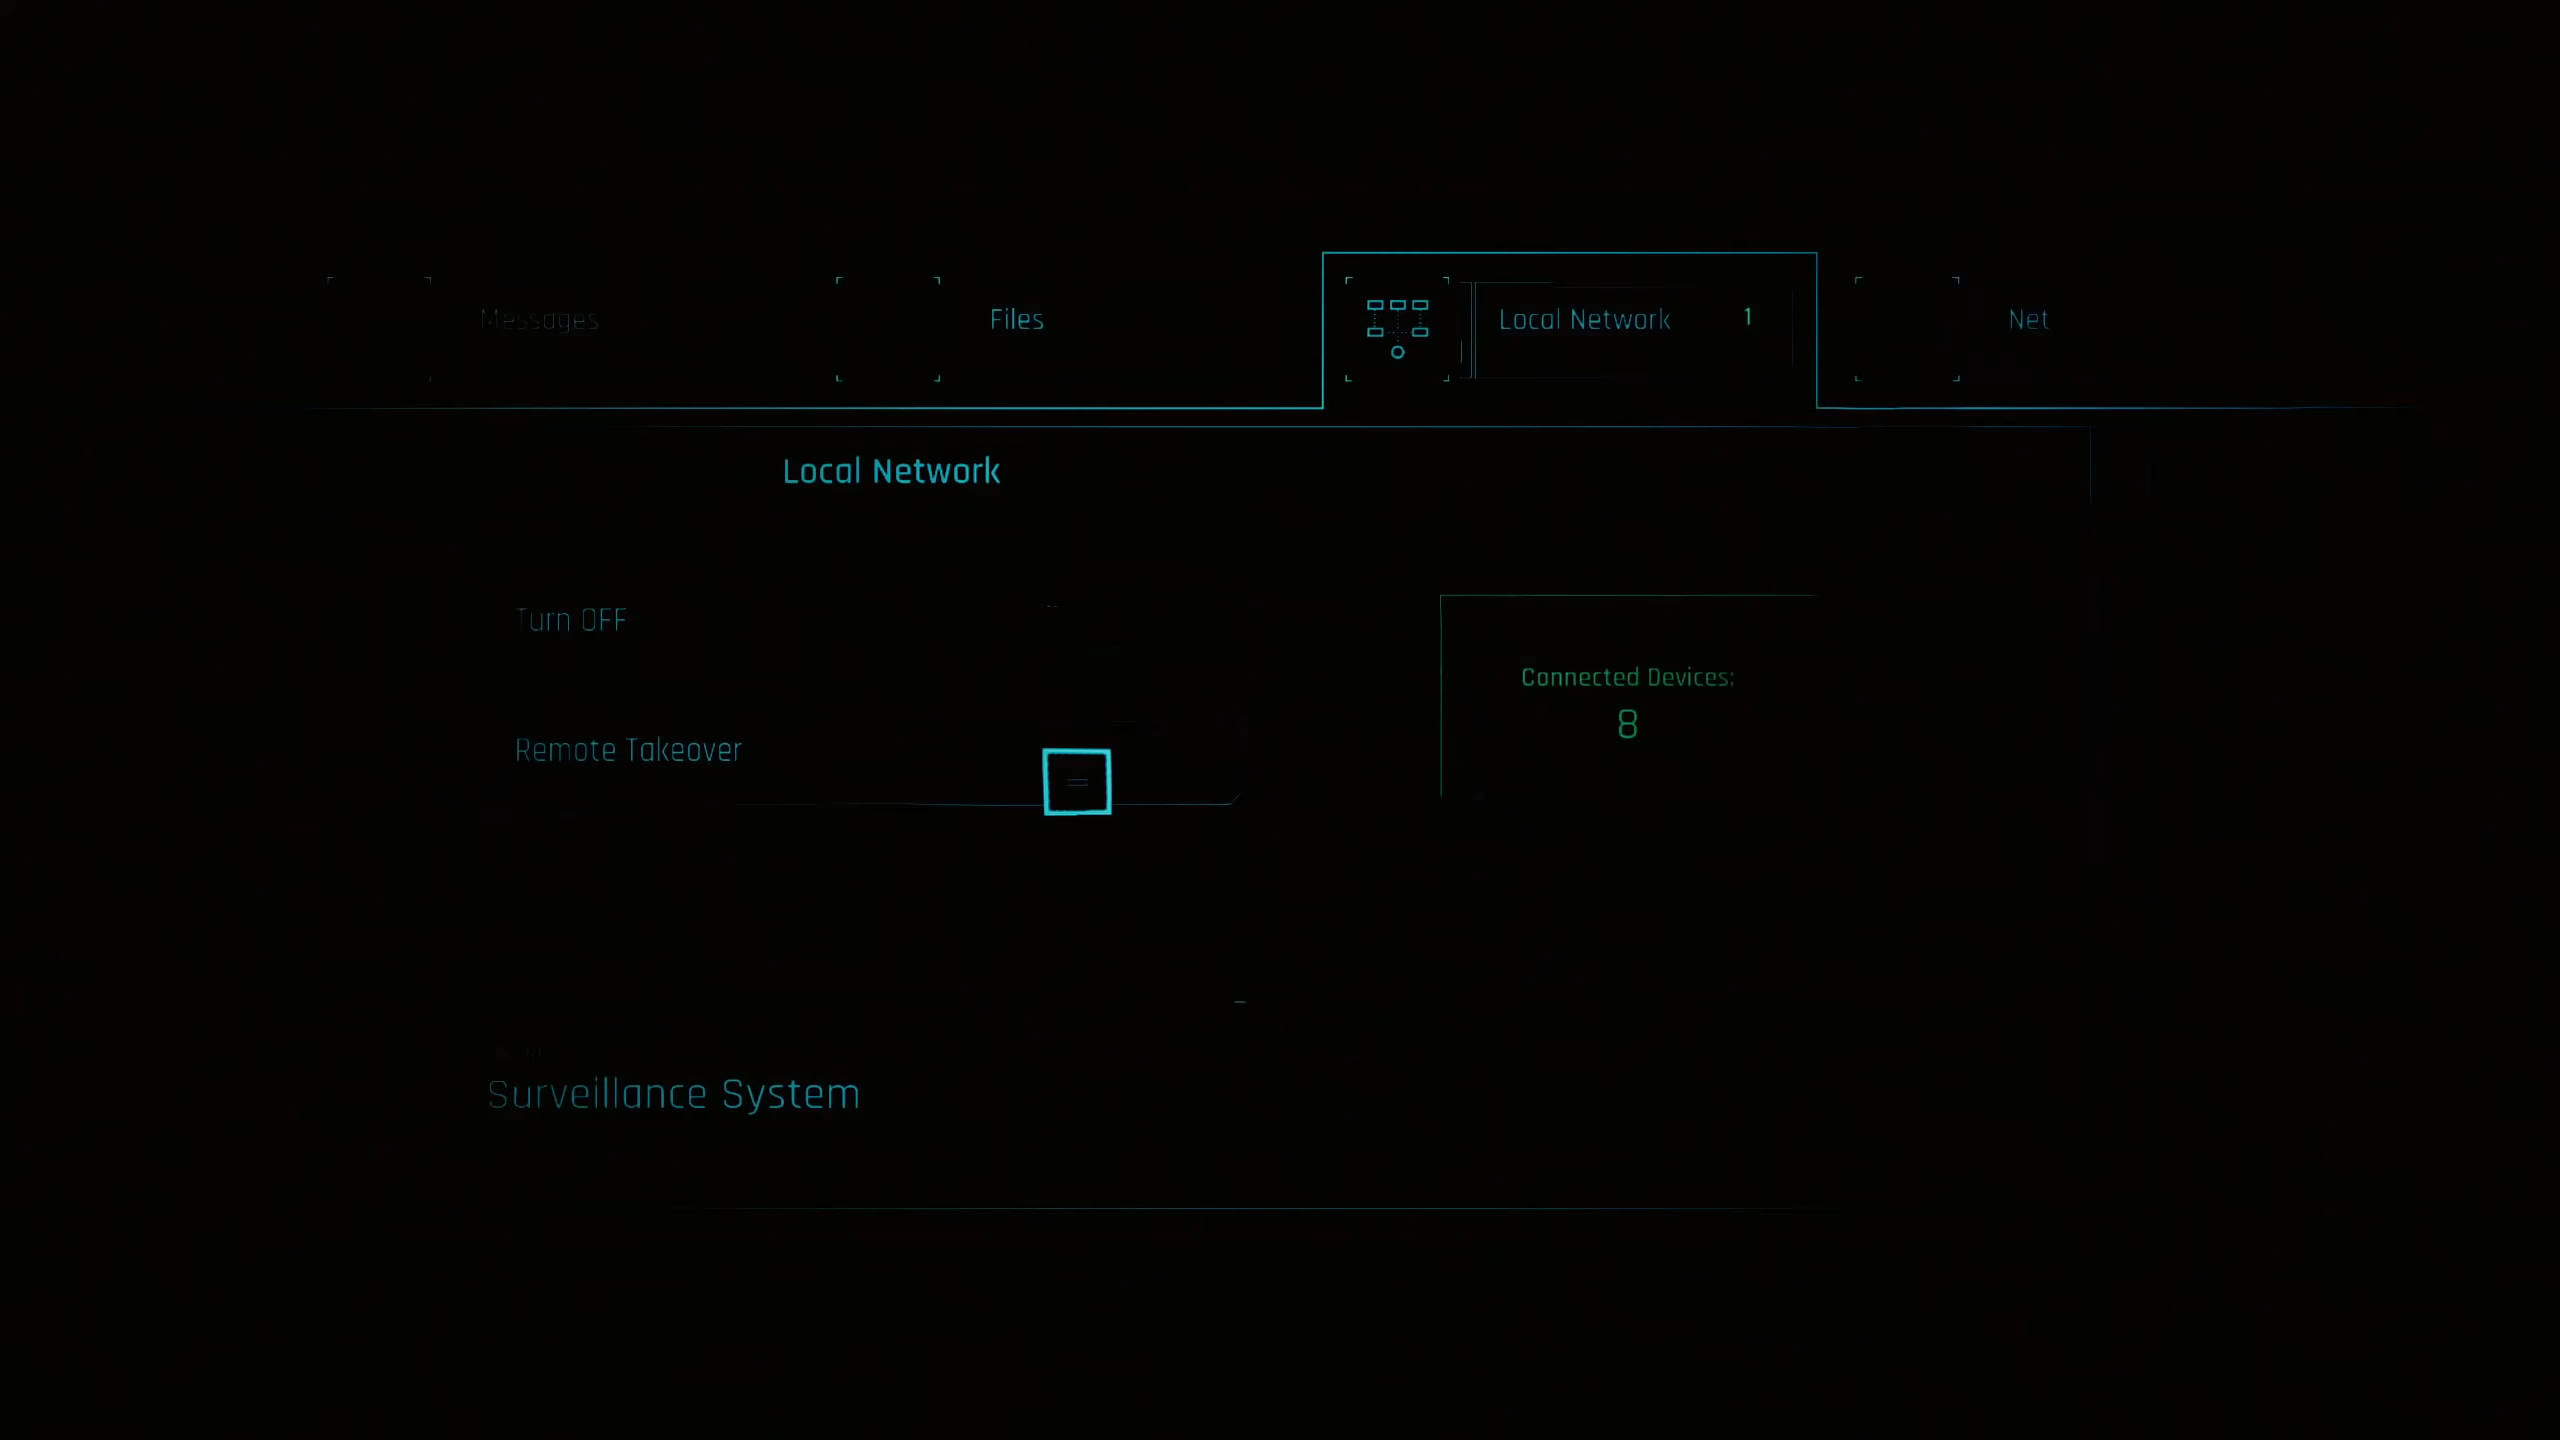 Messages
Files
Local Network 1
Net
Local Network
Turn OFF
Connected Devices:
8
Remote Takeover
Surveillance System